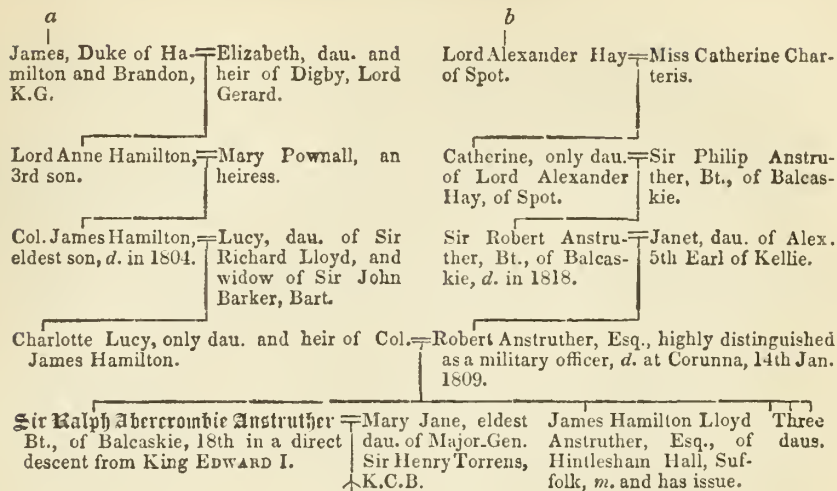 a
James, Duke of Ha-
milton and Brandon,
K.G.
Elizabeth, dau. and
heir of Digby, Lord
Gerard.
b
Lord Alexander Hay
of Spot.
Miss Catherine Char-
teris.
Lord Anne Hamilton,
3rd son.
Mary Pownall, an
heiress.
Catherine, only dau.
of Lord Alexander
Hay, of Spot.
Sir Philip Anstru-
ther, Bt., of Balcas-
kie.
Col. James Hamilton,
eldest son, d. in 1804.
Lucy, dau. of Sir
Richard Lloyd, and
widow of Sir John
Barker, Bart.
Sir Robert Anstru-
ther, Bt., of Balcas-
kie, d. in 1818.
Janet, dau. of Alex.
5th Earl of Kellie.
Charlotte Lucy, only dau. and heir of Col.
James Hamilton.
Robert Anstruther, Esq., highly distinguished
as a military officer, d. at Corunna, 14th Jan.
1809.
Sir Ralph Abercrombie Anstruther
Bt., of Balcaskie, 18th in a direct
descent from King EDWARD I.
Mary Jane, eldest
dau. of Major-Gen.
Sir Henry Torrens,
K.C.B.
James Hamilton Lloyd
Anstruther, Esq., of
Hintlesham Hall, Suf-
folk, m. and has issue.
Three
daus.